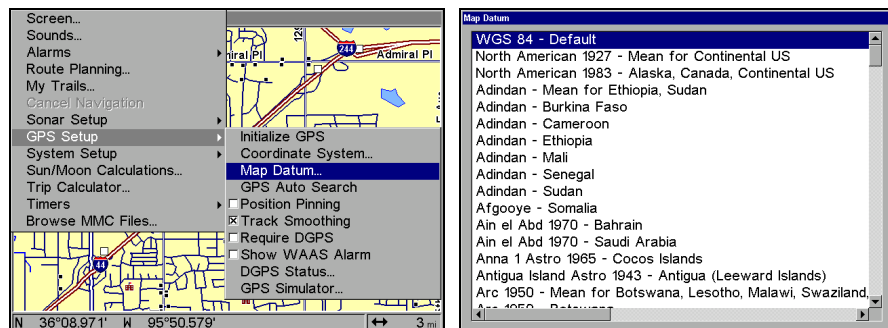 Screen...
Sounds...
Alarms
Route Planning...
My Trails...
Cancel Navigation
Sonar Setup
GPS Setup
System Setup
Sun/Moon Calculations...
Trip Calculator...
Timers
Browse MMC Files...
Initialize GPS
Coordinate System...
Map Datum...
GPS Auto Search
Position Pinning
Track Smoothing
Require DGPS
Show WAAS Alarm
DGPS Status...
GPS Simulator...
129
244
miral Pl
Admiral Pl
44
N 36°08.971' W 95°50.579'
3 mi
Map Datum
WGS 84 - Default
North American 1927 - Mean for Continental US
North American 1983 - Alaska, Canada, Continental US
Adindan - Mean for Ethiopia, Sudan
Adindan - Burkina Faso
Adindan - Cameroon
Adindan - Ethiopia
Adindan - Mali
Adindan - Senegal
Adindan - Sudan
Afgooye - Somalia
Ain el Abd 1970 - Bahrain
Ain el Abd 1970 - Saudi Arabia
Anna 1 Astro 1965 - Cocos Islands
Antigua Island Astro 1943 - Antigua (Leeward Islands)
Arc 1950 - Mean for Botswana, Lesotho, Malawi, Swaziland,
Arc 1950 - Botswana